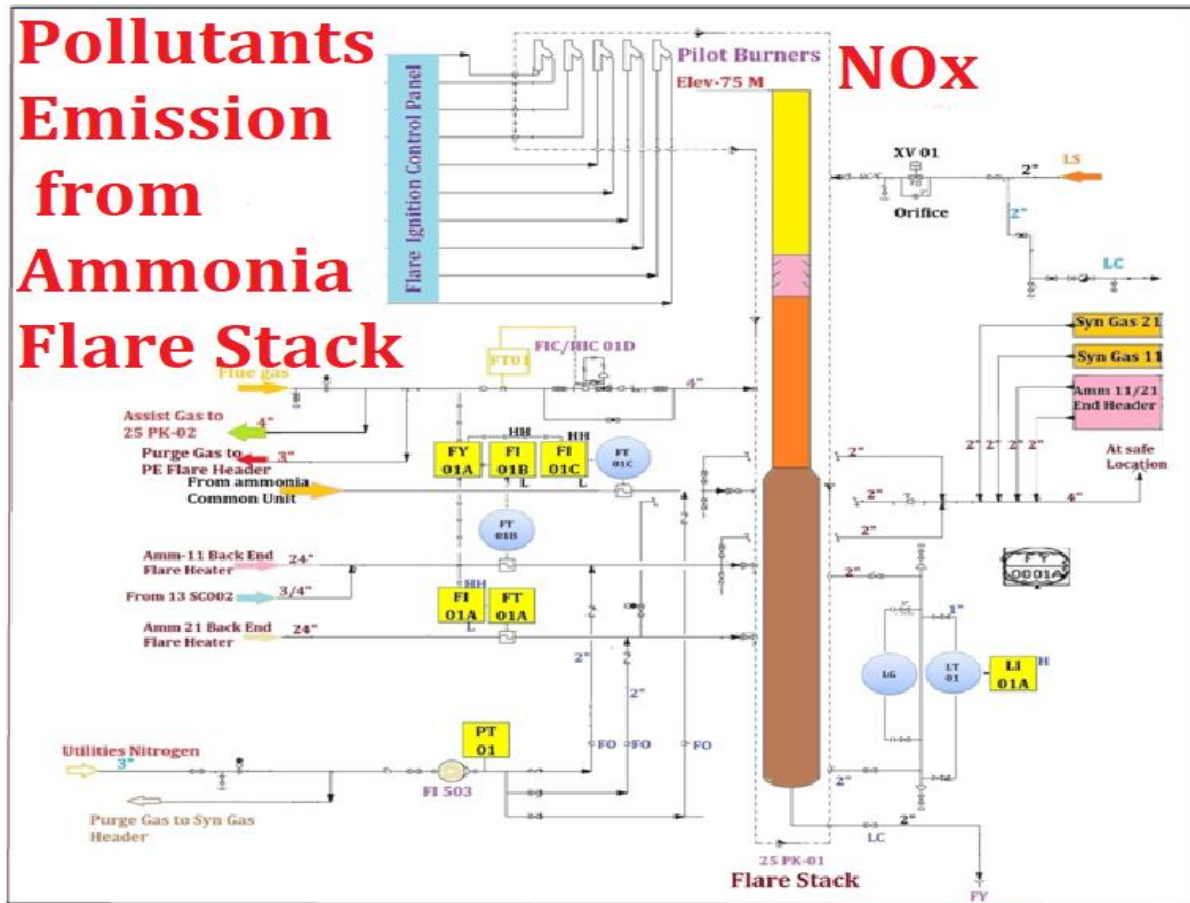 Pollutants
Emission
from
Ammonia
Flare Stack
NOx
Flare Ignition Control Panel
Pilot Burners
Elev-75 M
XV 01
Orifice
2"
LS
2"
LC
Syn Gas 21
Syn Gas 11
Amm 11/21
End Header
At safe
Location
2" 2" 2" 2"
4"
2"
2"
2"
FT01
FIC/HIC 01D
4"
Flue gas
Assist Gas to
25 PK-02
4"
Purge Gas to
PE Flare Header
3"
From ammonia
Common Unit
HH
HH
FY
01A
FI
01B
FI
01C
FT
01C
L
L
FT
01B
Amm-11 Back End
Flare Heater
24"
From 13 SC002
3/4"
Amm 21 Back End
Flare Heater
24"
HH
FI
01A
FT
01A
L
2"
2"
FO
FO
FO
PT
01
Utilities Nitrogen
3"
FI 503
Purge Gas to Syn Gas
Header
FY
0001A
2"
1"
LG
LT
01
LI
01A
H
2"
2"
LC
FY
25 PK-01
Flare Stack